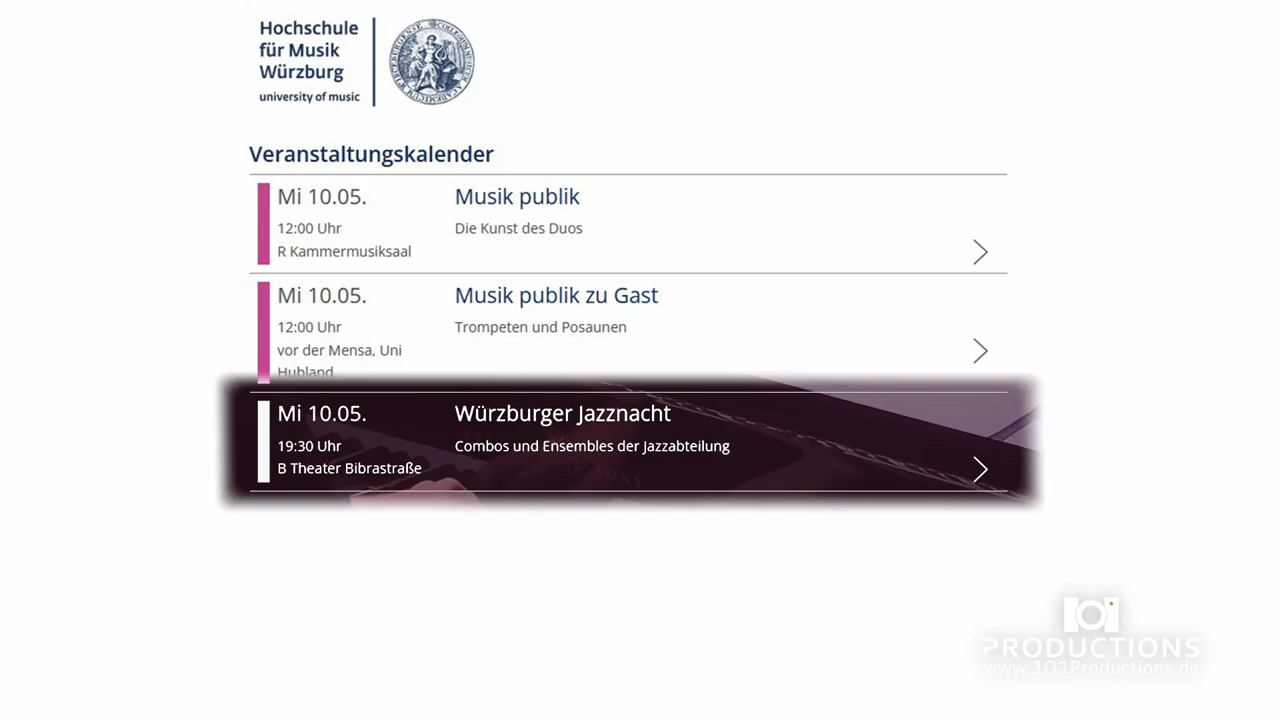 Hochschule
für Musik
Würzburg
university of music
Veranstaltungskalender
Mi 10.05.
Musik publik
12:00 Uhr
Die Kunst des Duos
R Kammermusiksaal
Mi 10.05.
Musik publik zu Gast
12:00 Uhr
Trompeten und Posaunen
vor der Mensa, Uni
Hubland
Mi 10.05.
Würzburger Jazznacht
19:30 Uhr
Combos und Ensembles der Jazzabteilung
B Theater Bibrastraße
101
PRODUCTIONS
www.101Productions.de